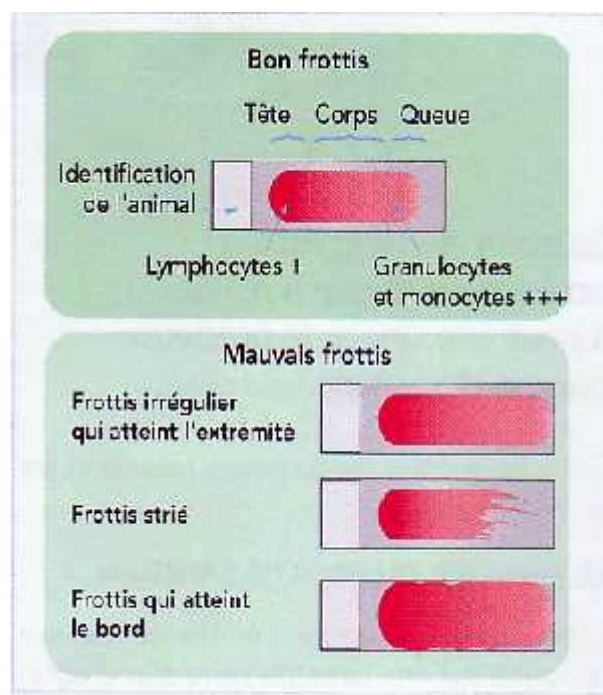 Bon frottis
Tête Corps Queue
Identification
de l'animal
Lymphocytes +
Granulocytes
et monocytes +++
Mauvais frottis
Frottis irrégulier
qui atteint l'extrémité
Frottis strié
Frottis qui atteint
le bord